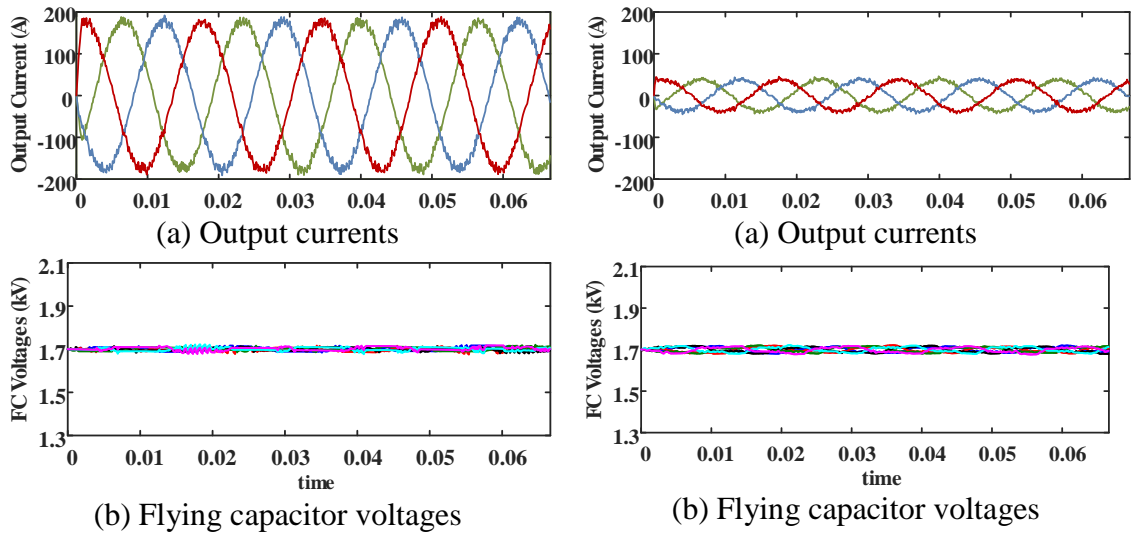 Output Current (A)
200
100
0
-100
-200
0 0.01 0.02 0.03 0.04 0.05 0.06
(a) Output currents
Output Current (A)
200
100
0
-100
-200
0 0.01 0.02 0.03 0.04 0.05 0.06
(a) Output currents
FC Voltages (kV)
2.1
1.9
1.7
1.5
1.3
0 0.01 0.02 0.03 0.04 0.05 0.06
time
(b) Flying capacitor voltages
FC Voltages (kV)
2.1
1.9
1.7
1.5
1.3
0 0.01 0.02 0.03 0.04 0.05 0.06
time
(b) Flying capacitor voltages